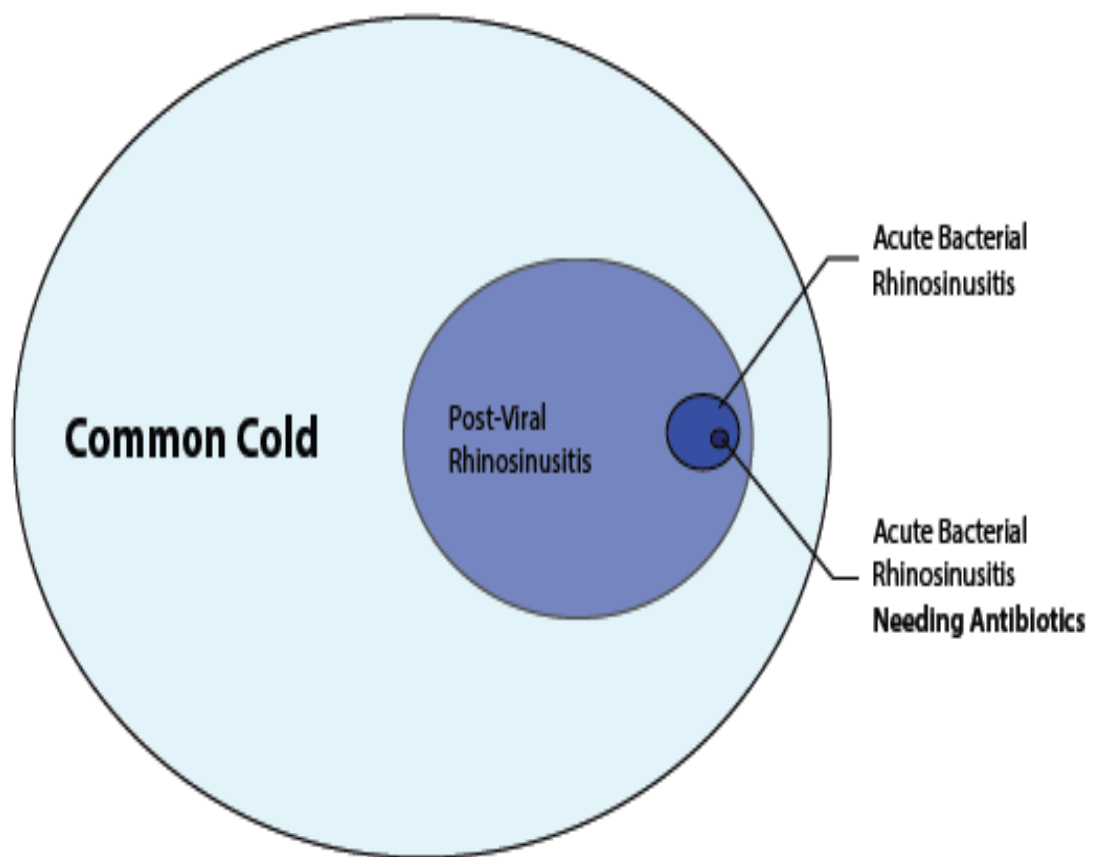 Common Cold
Post-Viral
Rhinosinusitis
Acute Bacterial
Rhinosinusitis
Acute Bacterial
Rhinosinusitis
Needing Antibiotics